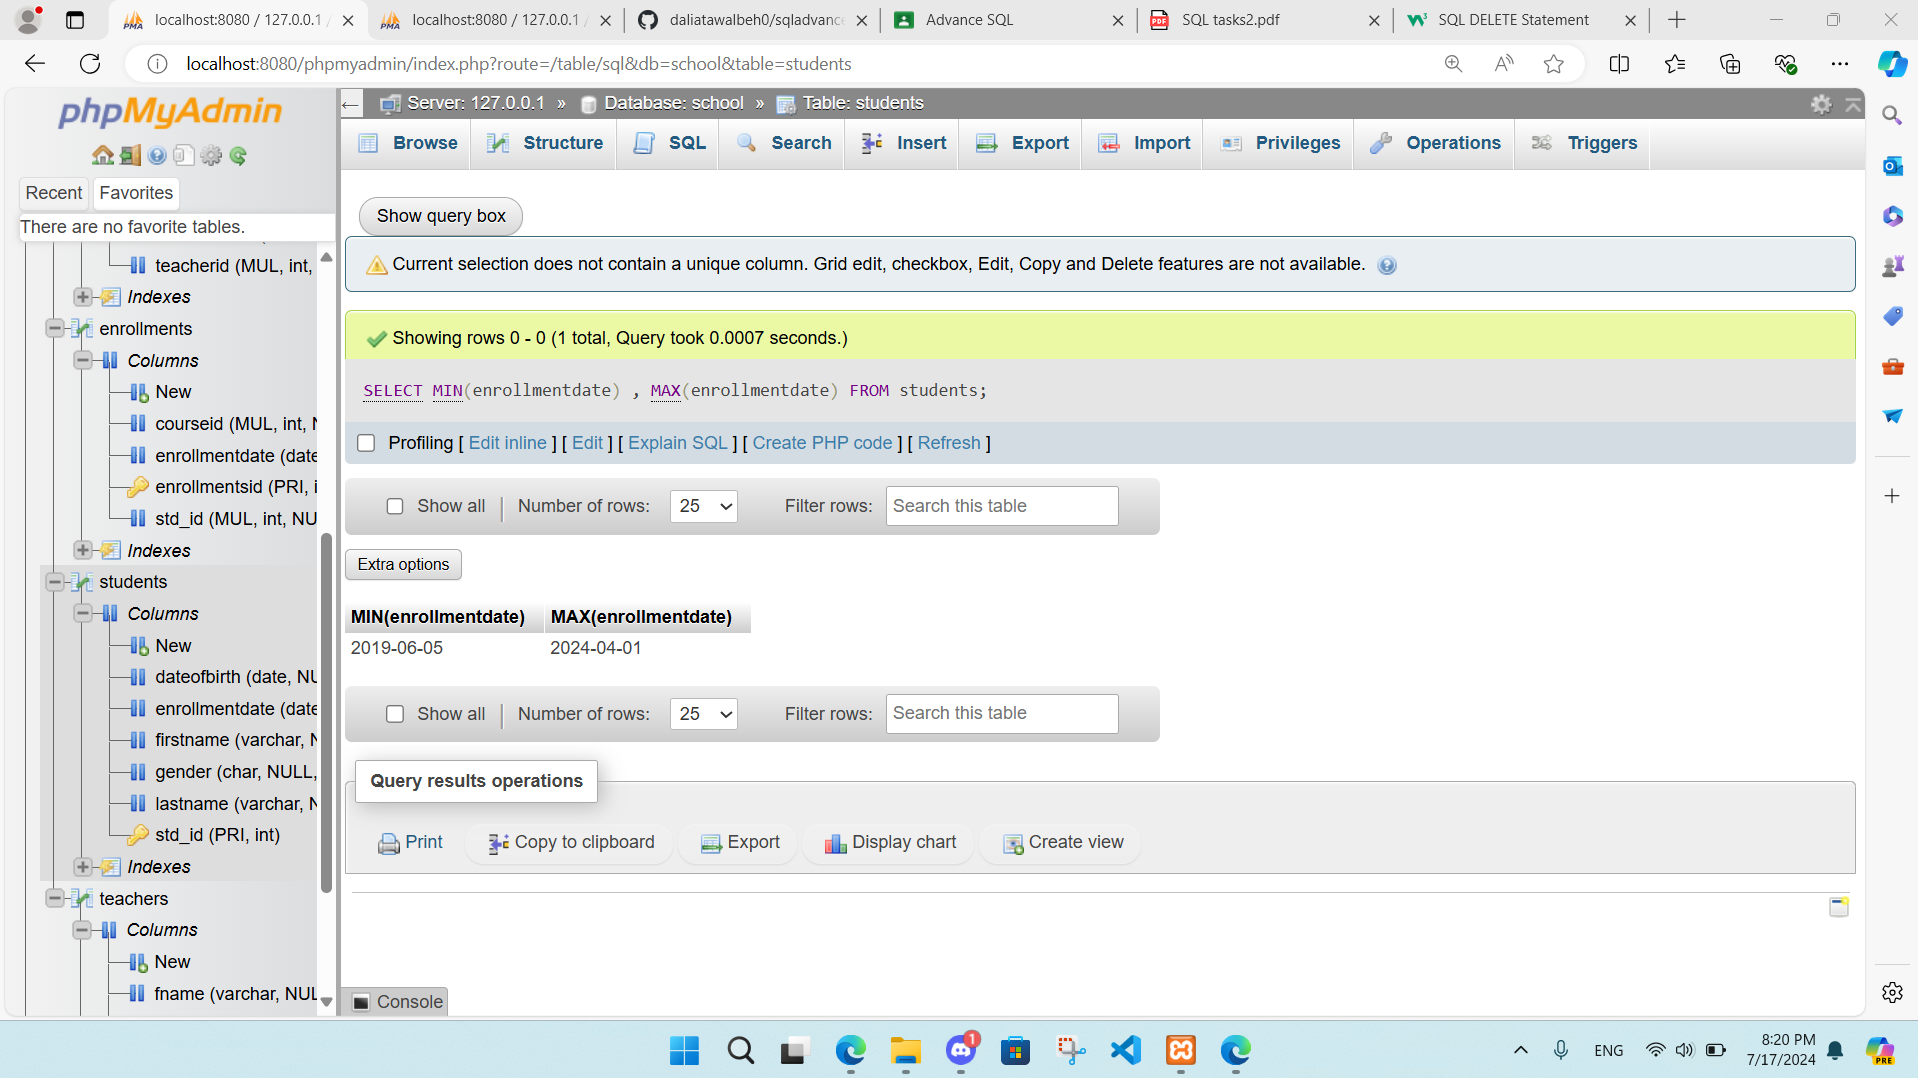 localhost:8080 / 127.0.0.1 /
localhost:8080 / 127.0.0.1 /
daliatawalbeh0/sqladvance
Advance SQL
SQL tasks2.pdf
SQL DELETE Statement
localhost:8080/phpmyadmin/index.php?route=/table/sql&db=school&table=students
phpMyAdmin
Recent
Favorites
There are no favorite tables.
teacherid (MUL, int,
Indexes
enrollments
Columns
New
courseid (MUL, int, N
enrollmentdate (date
enrollmentsid (PRI, i
std_id (MUL, int, NU
Indexes
students
Columns
New
dateofbirth (date, NU
enrollmentdate (date
firstname (varchar, N
gender (char, NULL,
lastname (varchar, N
std_id (PRI, int)
Indexes
teachers
Columns
New
fname (varchar, NUL
Server: 127.0.0.1 » Database: school » Table: students
Browse
Structure
SQL
Search
Insert
Export
Import
Privileges
Operations
Triggers
Show query box
Current selection does not contain a unique column. Grid edit, checkbox, Edit, Copy and Delete features are not available.
Showing rows 0 - 0 (1 total, Query took 0.0007 seconds.)
SELECT MIN(enrollmentdate) , MAX(enrollmentdate) FROM students;
Profiling [ Edit inline ] [ Edit ] [ Explain SQL ] [ Create PHP code ] [ Refresh ]
Show all | Number of rows: 25 Filter rows: Search this table
Extra options
MIN(enrollmentdate) MAX(enrollmentdate)
2019-06-05 2024-04-01
Show all | Number of rows: 25 Filter rows: Search this table
Query results operations
Print
Copy to clipboard
Export
Display chart
Create view
Console
1
ENG
8:20 PM
7/17/2024
PRE